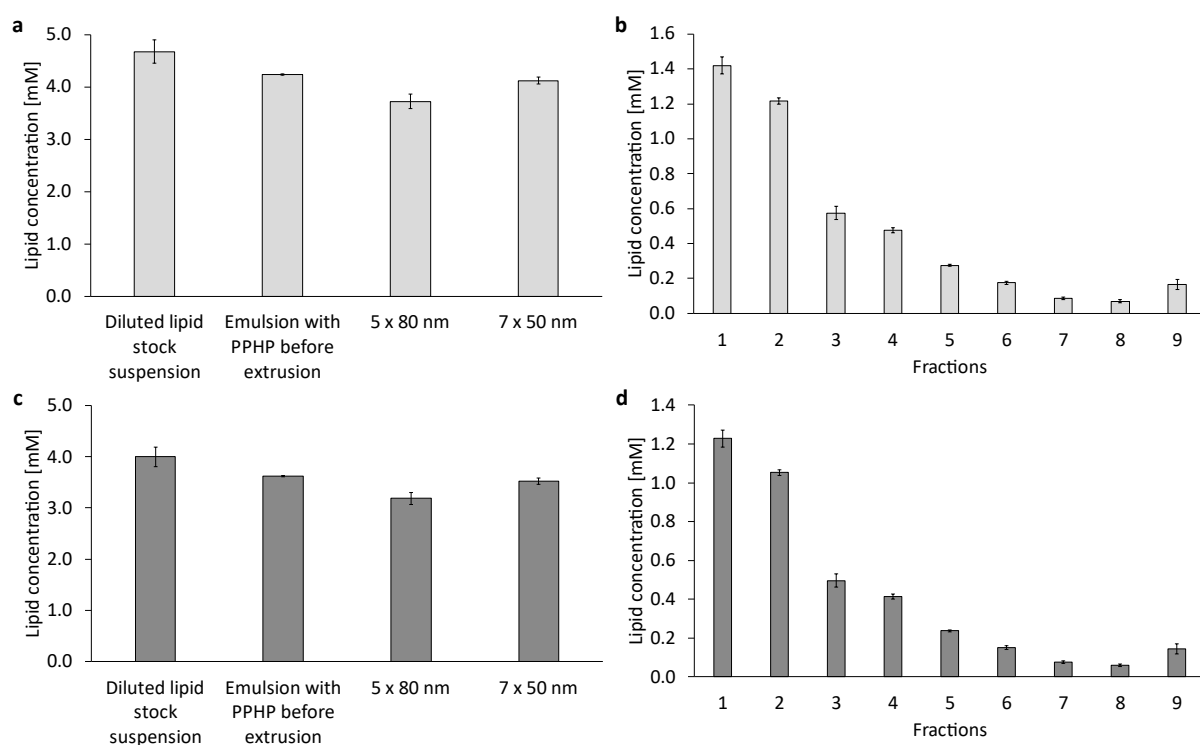 a
5.0
4.0
3.0
2.0
1.0
0.0
Lipid concentration [mM]
Diluted lipid
stock
suspension
Emulsion with
PPHP before
extrusion
5 x 80 nm
7 x 50 nm
b
1.6
1.4
1.2
1.0
0.8
0.6
0.4
0.2
0.0
Lipid concentration [mM]
1 2 3 4 5 6 7 8 9
Fractions
c
5.0
4.0
3.0
2.0
1.0
0.0
Lipid concentration [mM]
Diluted lipid
stock
suspension
Emulsion with
PPHP before
extrusion
5 x 80 nm
7 x 50 nm
d
1.4
1.2
1.0
0.8
0.6
0.4
0.2
0.0
Lipid concentration [mM]
1 2 3 4 5 6 7 8 9
Fractions